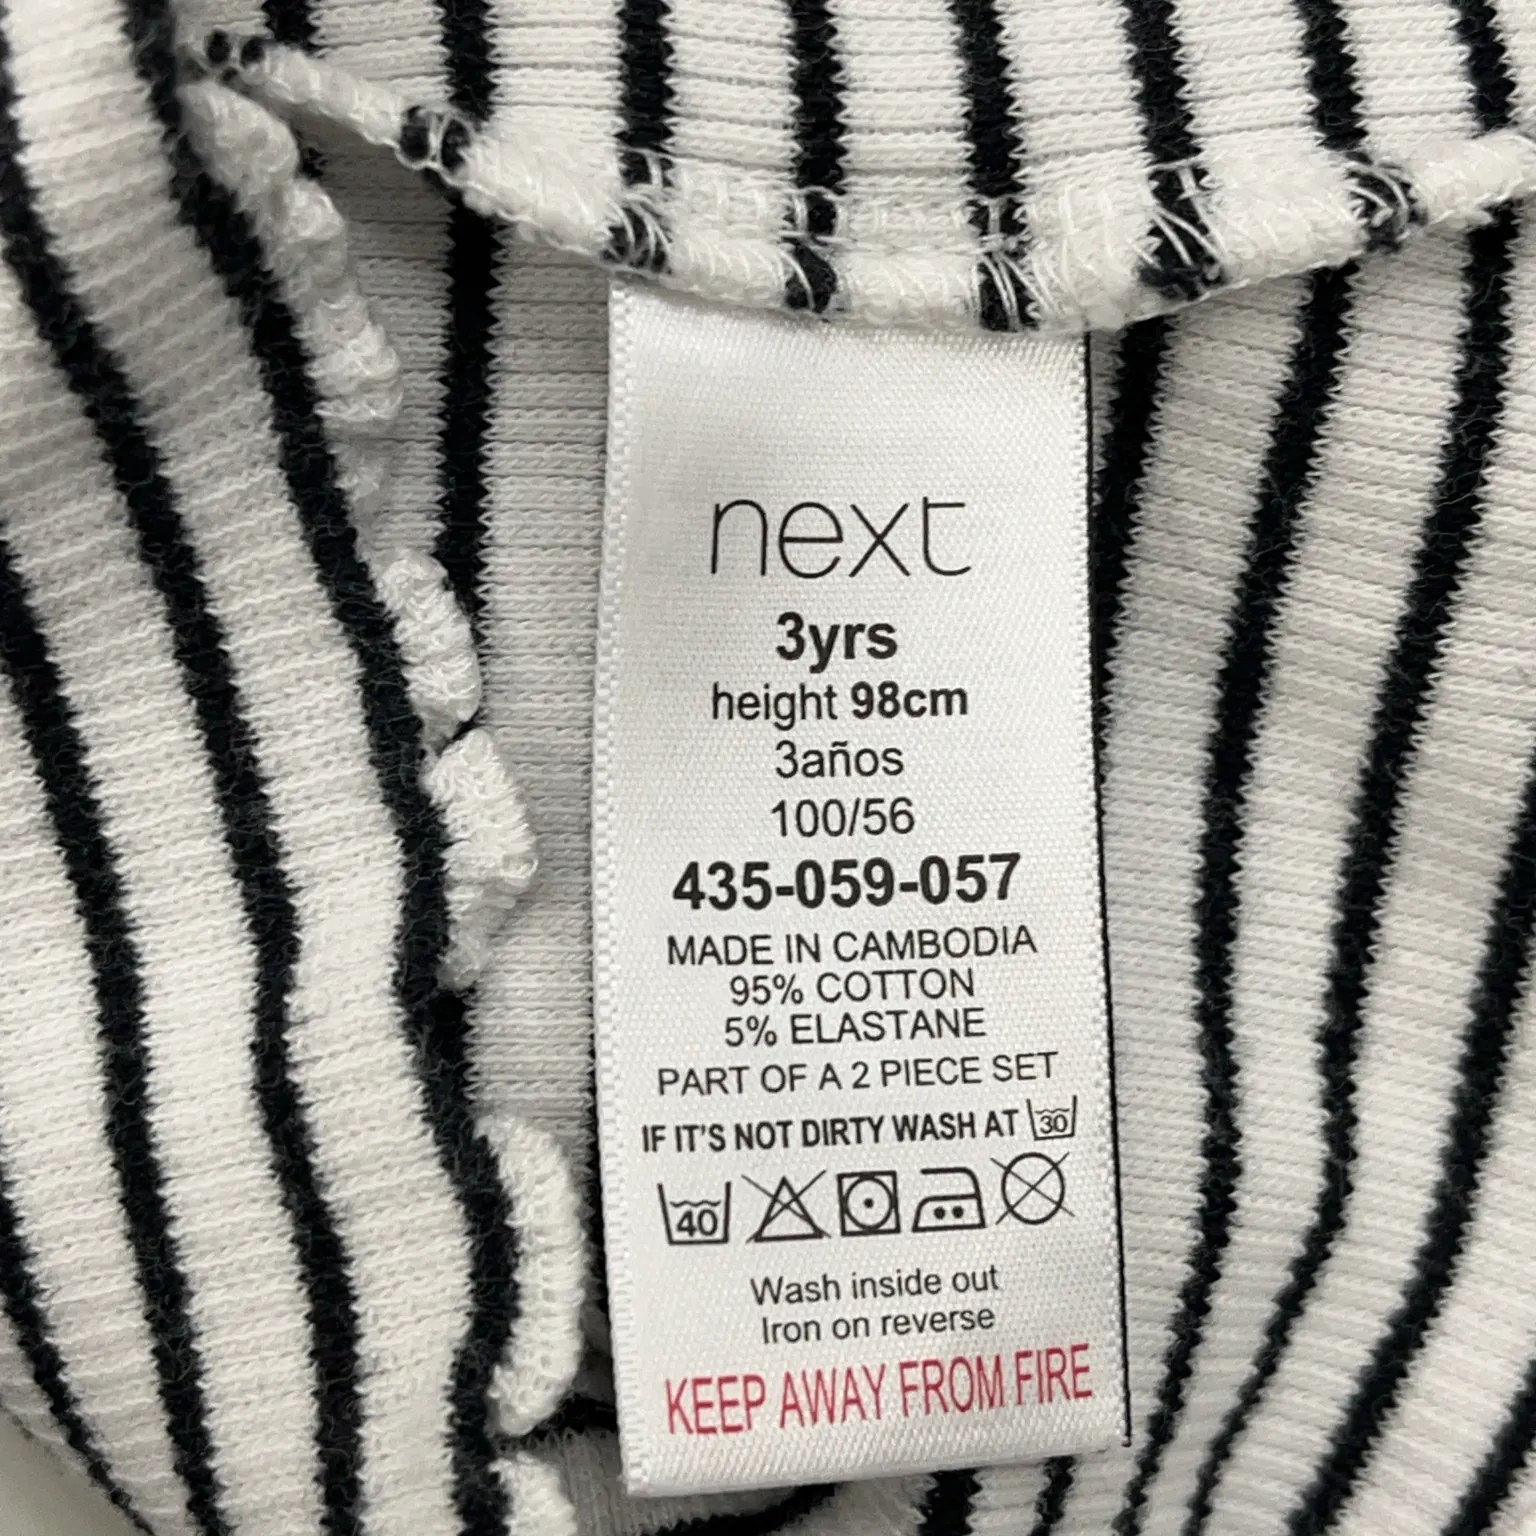 next
3yrs
height 98cm
3años
100/56
435-059-057
MADE IN CAMBODIA
95% COTTON
5% ELASTANE
PART OF A 2 PIECE SET
IF IT'S NOT DIRTY WASH AT 30
40
Wash inside out
Iron on reverse
KEEP AWAY FROM FIRE